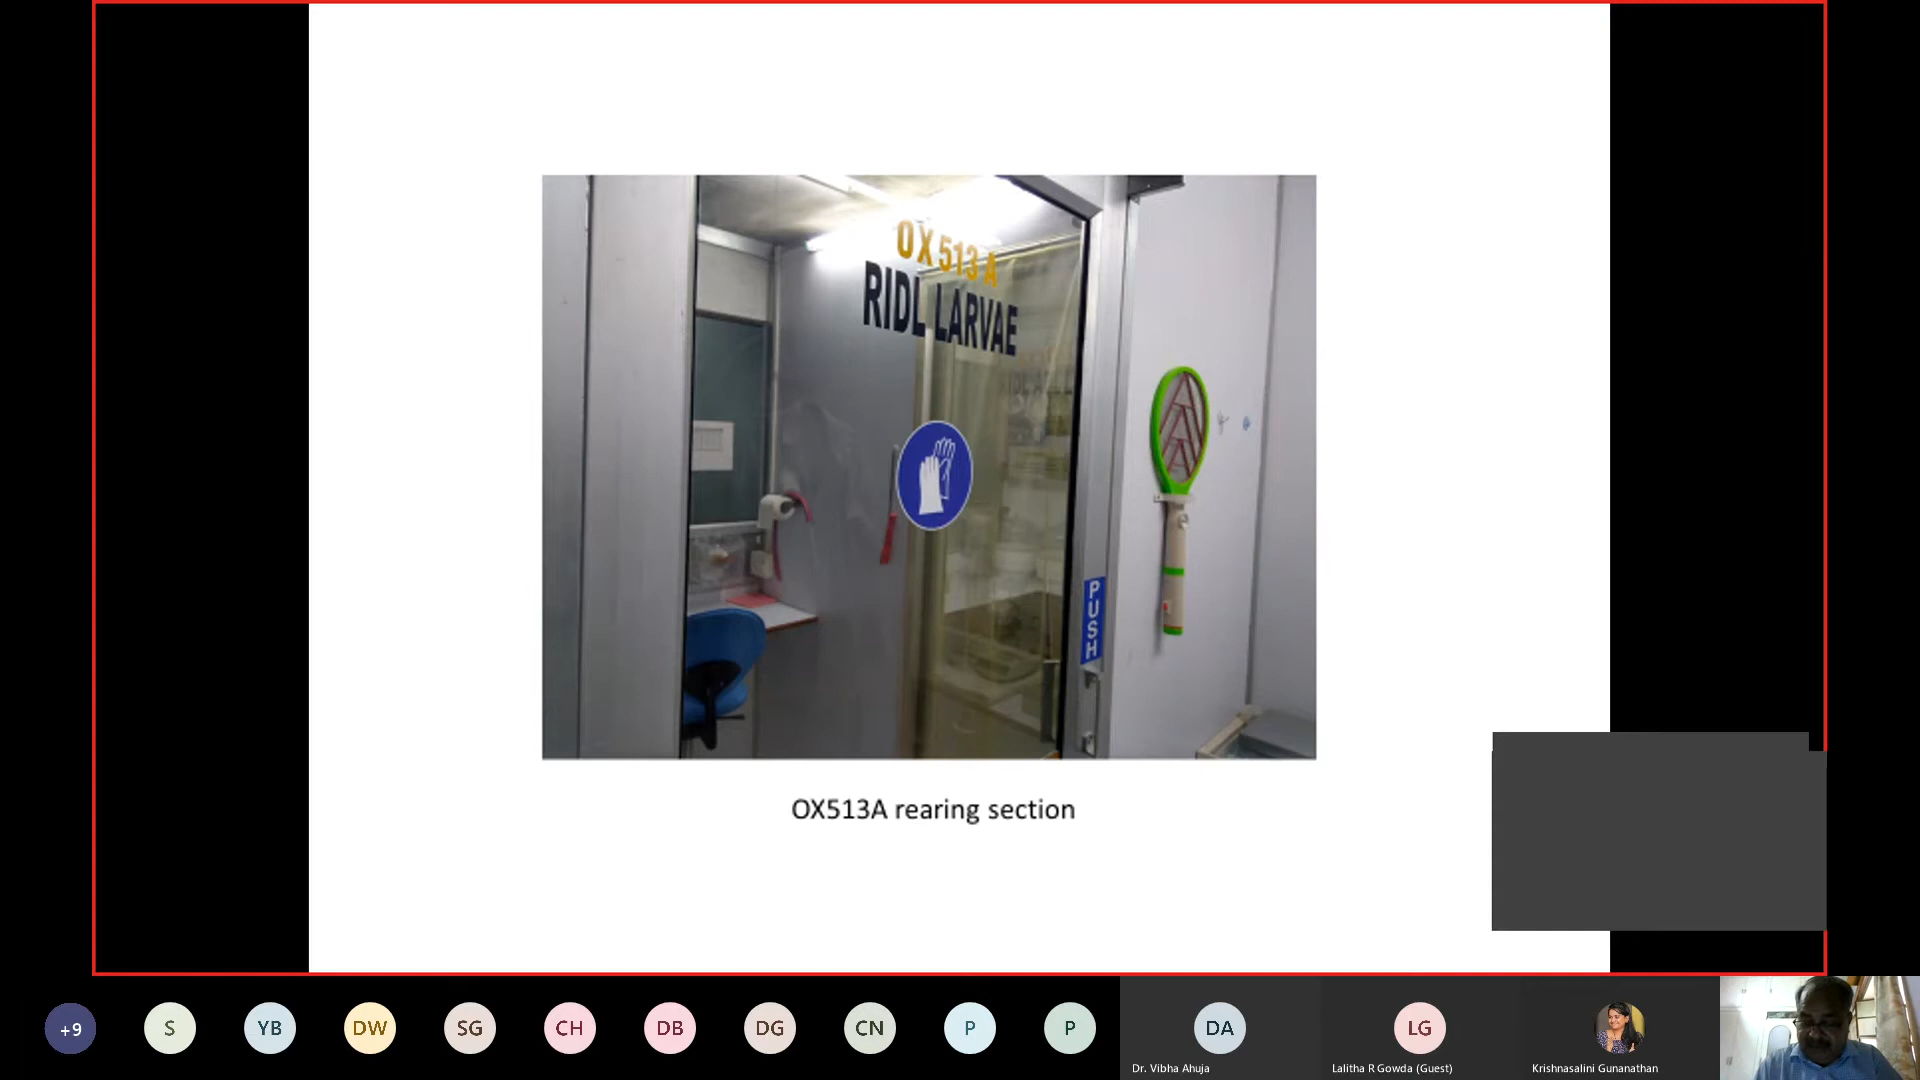 OX513A
RIDL LARVAE
PUSH
OX513A rearing section
+9
S
YB
DW
SG
CH
DB
DG
CN
P
P
DA
LG
Dr. Vibha Ahuja
Lalitha R Gowda (Guest)
Krishnasalini Gunanathan